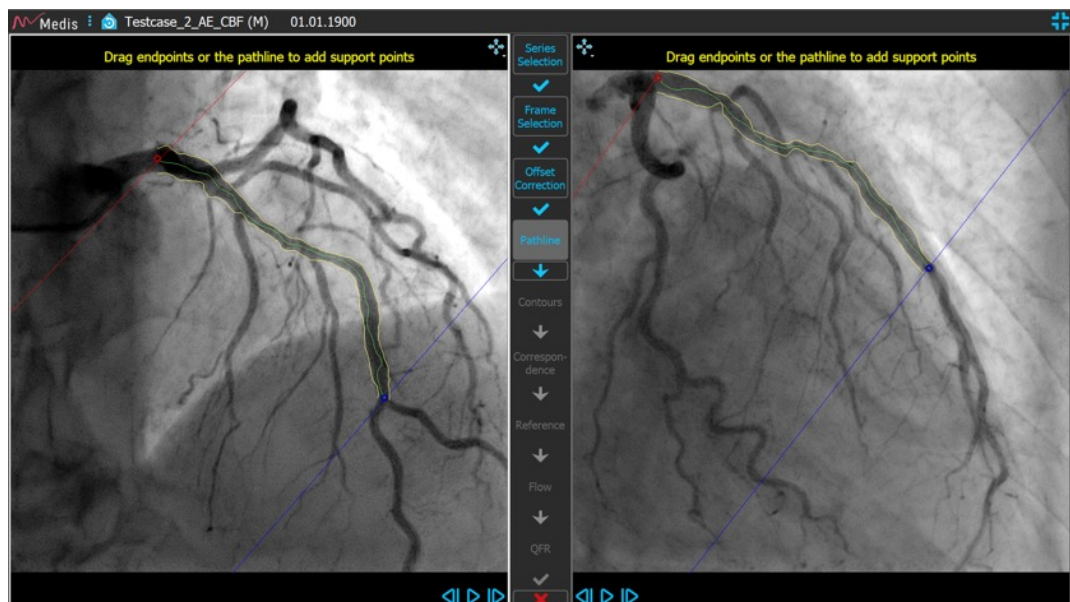 Medis
Testcase_2_AE_CBF (M)
01.01.1900
Drag endpoints or the pathline to add support points
Series
Selection
Frame
Selection
Offset
Correction
Pathline
Contours
Correspon-
dence
Reference
Flow
QFR
Drag endpoints or the pathline to add support points